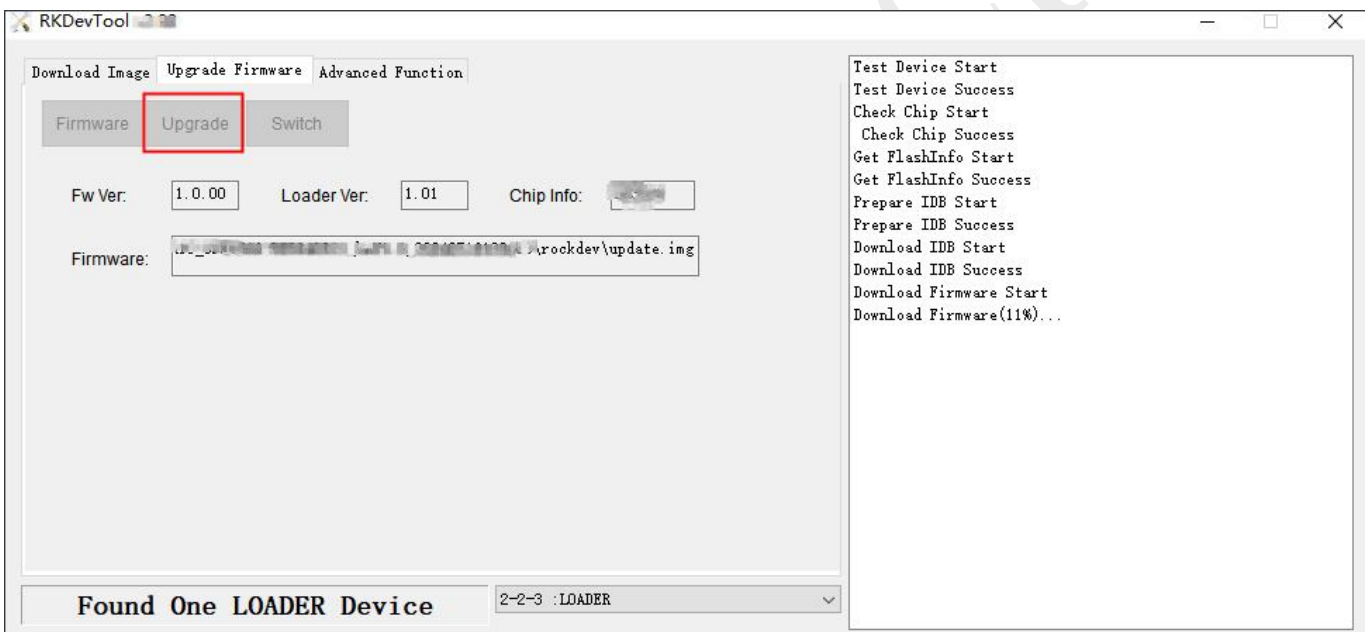 RKDevTool
Download Image Upgrade Firmware Advanced Function
Firmware Upgrade Switch
Fw Ver: 1.0.00 Loader Ver: 1.01 Chip Info:
Firmware: \rockdev\update.img
Found One LOADER Device
2-2-3 :LOADER
Test Device Start
Test Device Success
Check Chip Start
Check Chip Success
Get FlashInfo Start
Get FlashInfo Success
Prepare IDB Start
Prepare IDB Success
Download IDB Start
Download IDB Success
Download Firmware Start
Download Firmware(11%)...